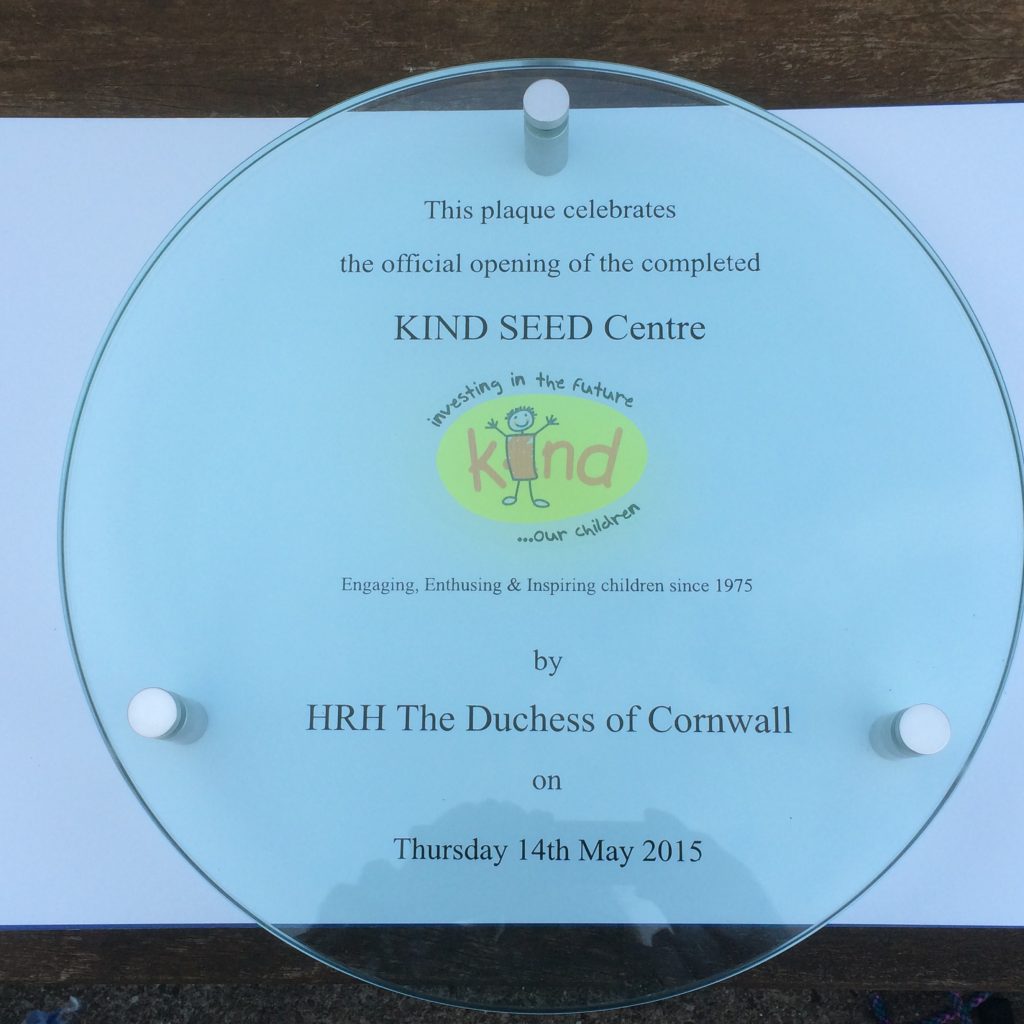 This plaque celebrates
the official opening of the completed
KIND SEED Centre
investing in the future
kind
...our children
Engaging, Enthusing & Inspiring children since 1975
by
HRH The Duchess of Cornwall
on
Thursday 14th May 2015